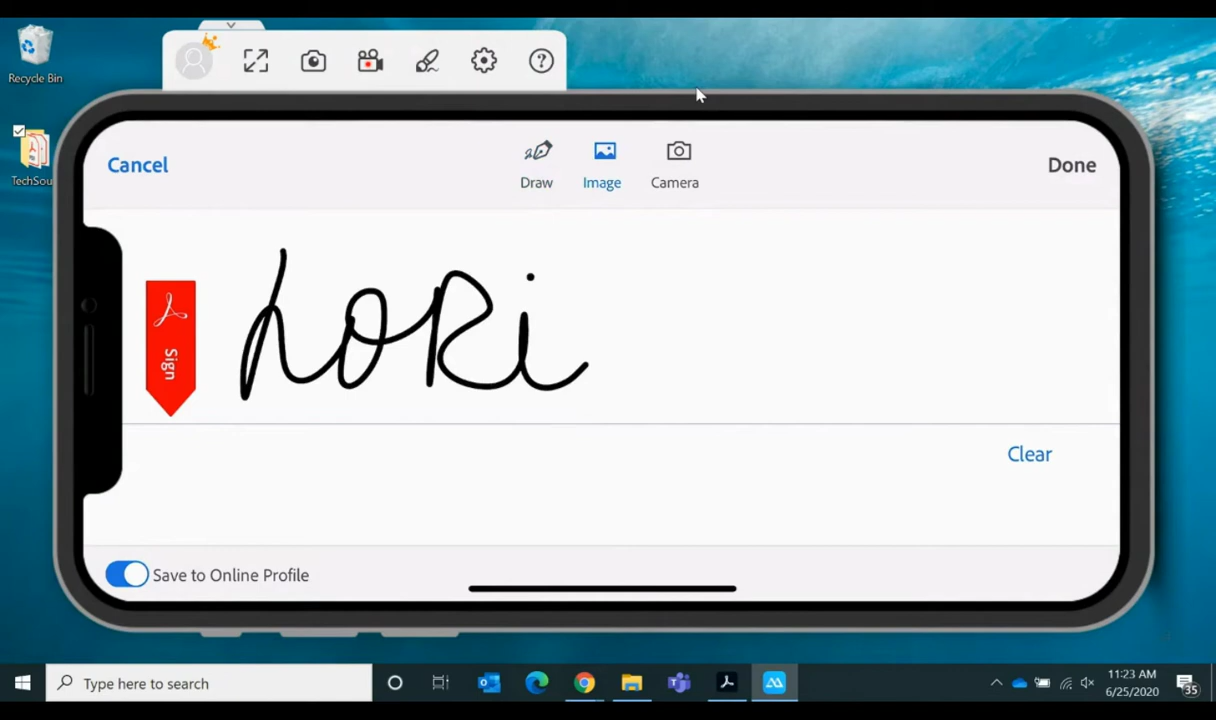 Recycle Bin
TechSou
Cancel
Draw
Image
Camera
Done
Sign
LORi
Clear
Save to Online Profile
Type here to search
11:23 AM
6/25/2020
35